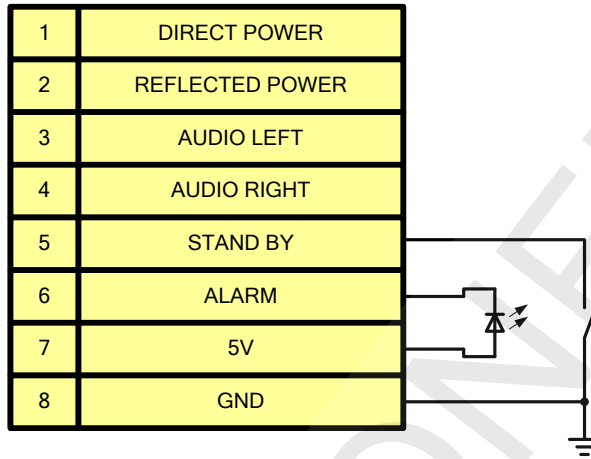 1 DIRECT POWER
2 REFLECTED POWER
3 AUDIO LEFT
4 AUDIO RIGHT
5 STAND BY
6 ALARM
7 5V
8 GND